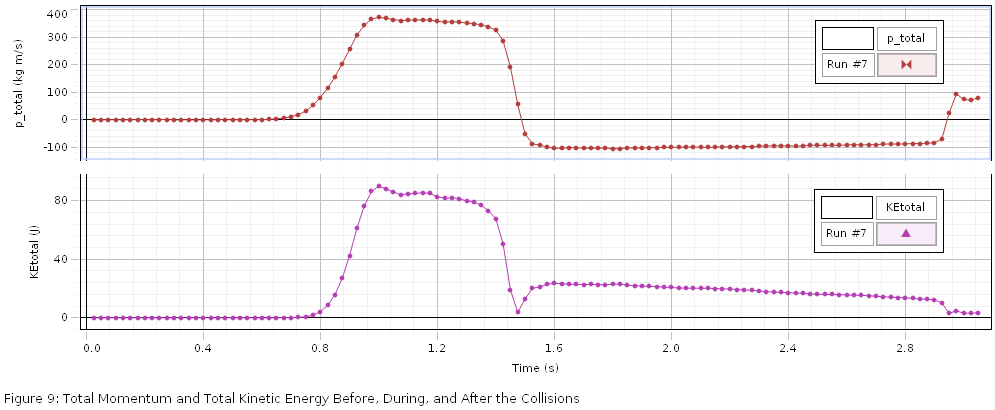 p_total (kg m/s)
400
300
200
100
0
-100
p_total
Run #7
KEtotal (J)
80
40
0
KEtotal
Run #7
0.0 0.4 0.8 1.2 1.6 2.0 2.4 2.8
Time (s)
Figure 9: Total Momentum and Total Kinetic Energy Before, During, and After the Collisions